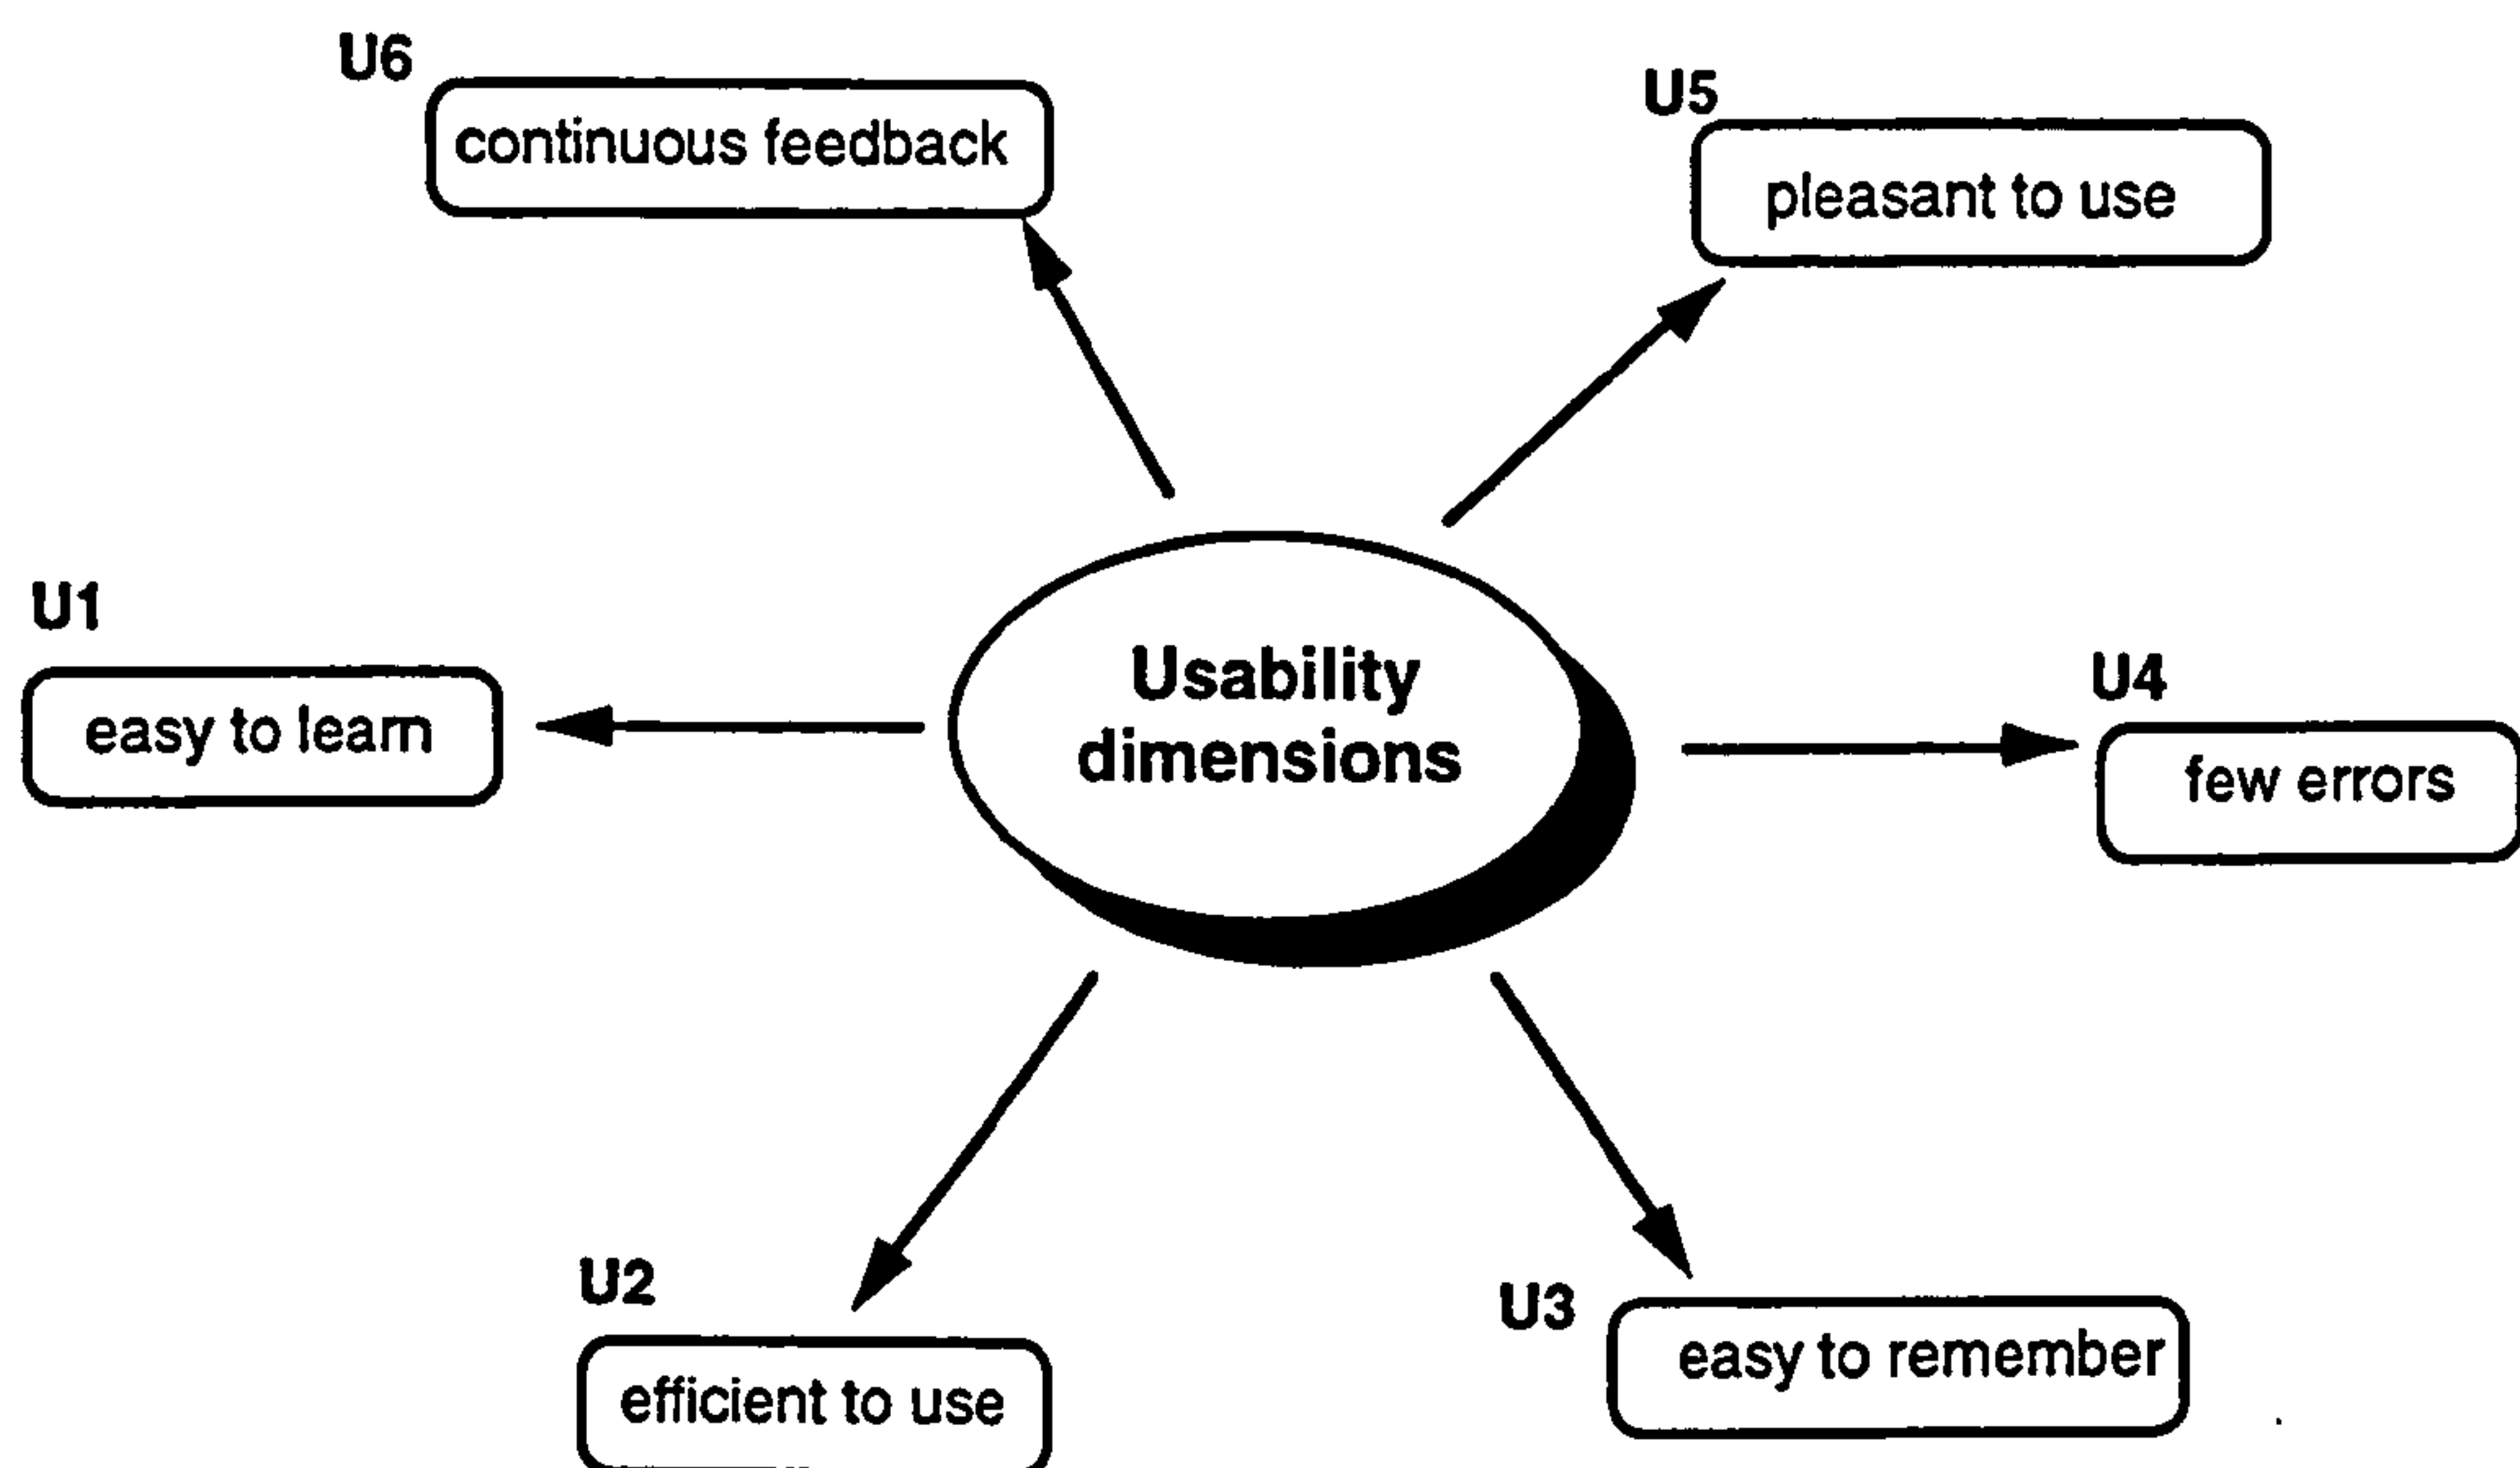 U6
continuous feedback
U5
pleasant to use
U1
easy to learn
Usability
dimensions
U4
few errors
U2
efficient to use
U3
easy to remember